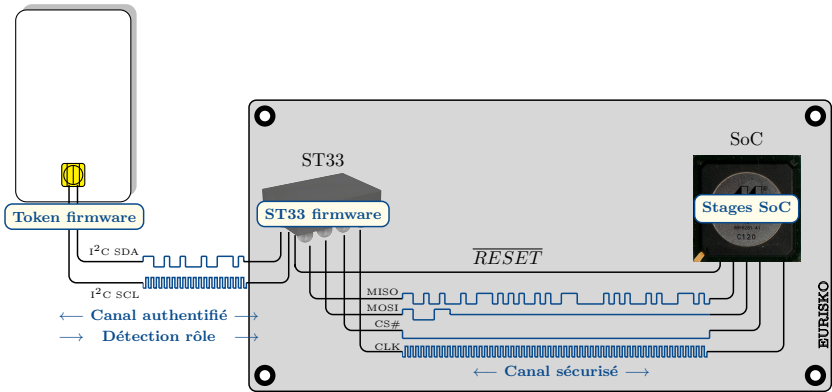 SoC
ST33
Token firmware
ST33 firmware
Stages SoC
C120
I²C SDA
RESET
I²C SCL
MISO
MOSI
← Canal authentifié →
CS#
→ Détection rôle →
CLK
← Canal sécurisé →
EURISKO